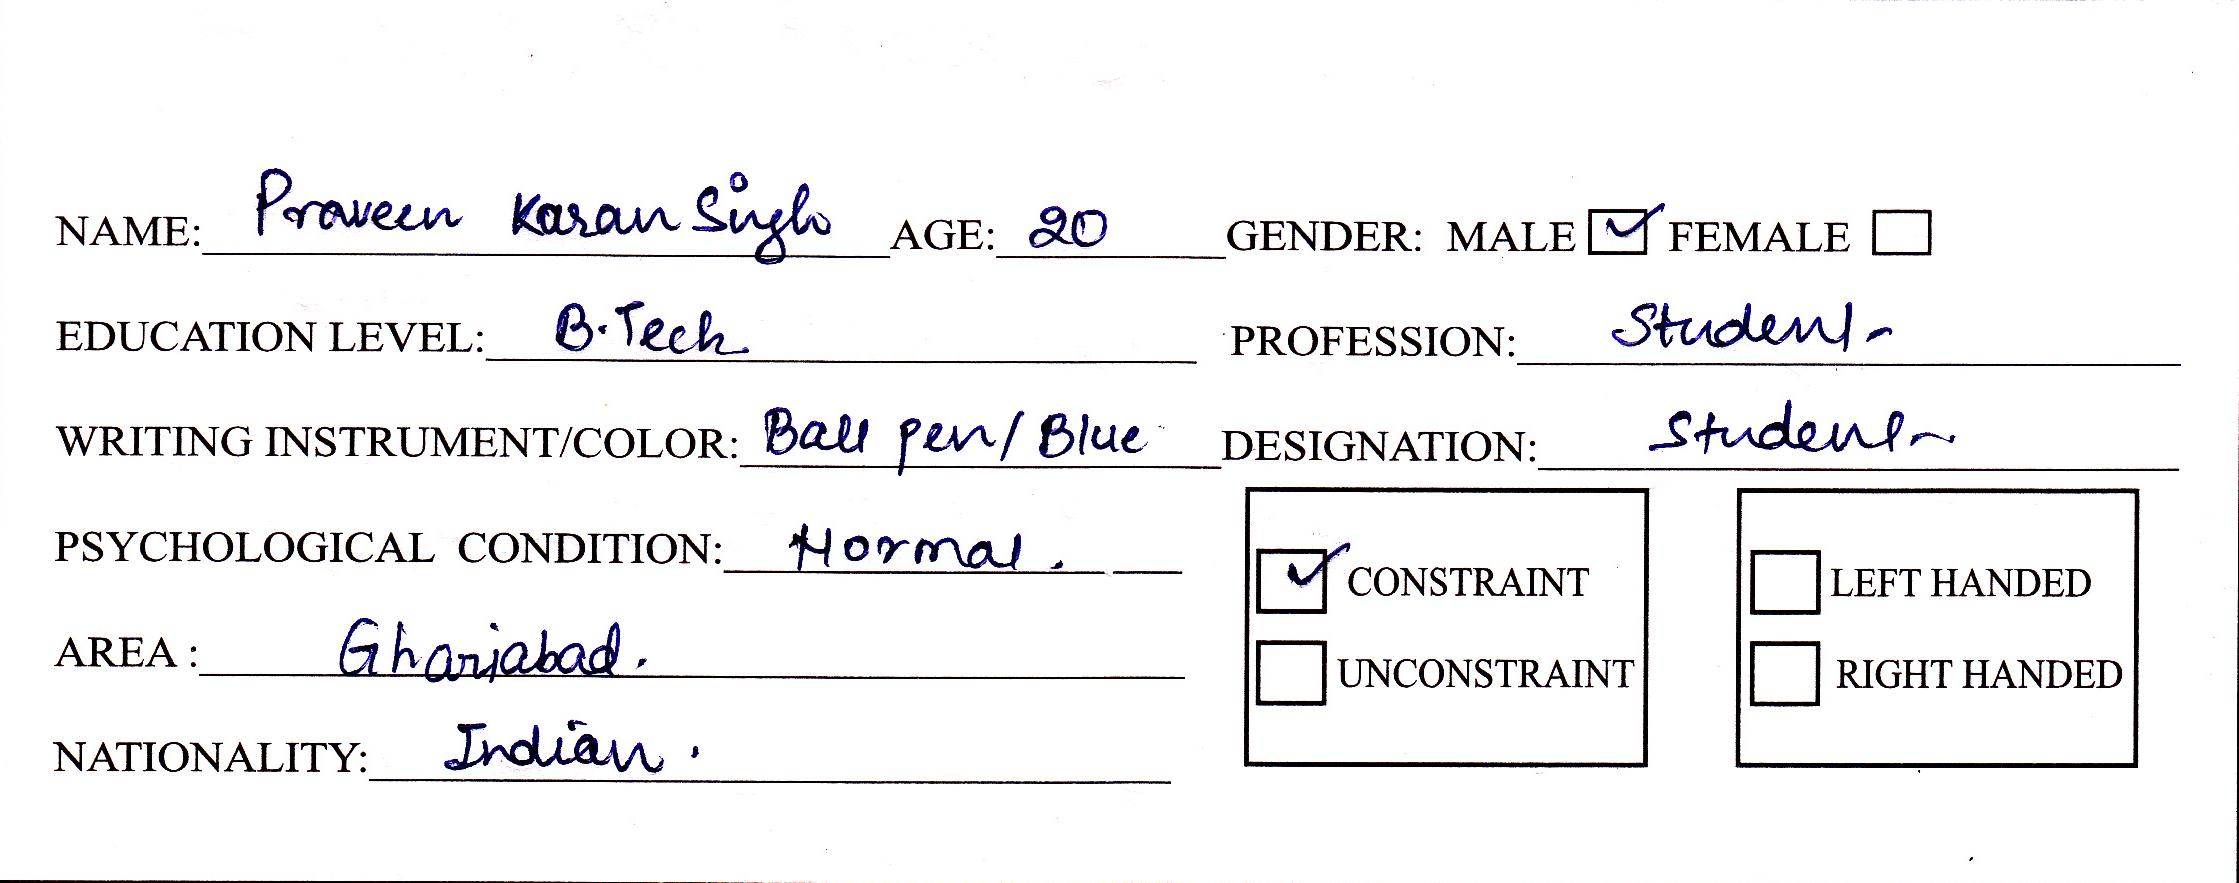 NAME: Praveen Karan Singh AGE: 20 GENDER: MALE FEMALE
EDUCATION LEVEL: B.Tech PROFESSION: Student
WRITING INSTRUMENT/COLOR: Ball pen/Blue DESIGNATION: Student
PSYCHOLOGICAL CONDITION: Normal.
CONSTRAINT LEFT HANDED
AREA : Ghaziabad.
UNCONSTRAINT RIGHT HANDED
NATIONALITY: Indian.